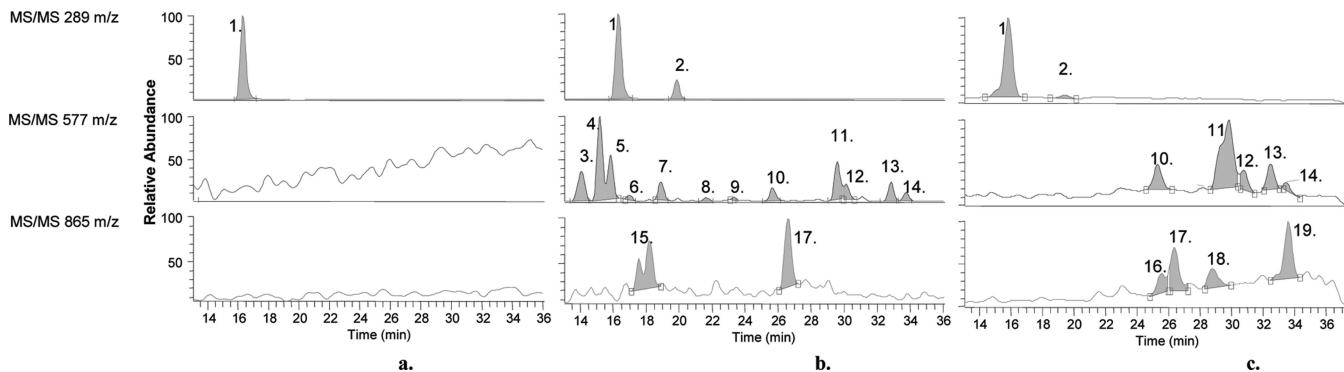 MS/MS 289 m/z
MS/MS 577 m/z
MS/MS 865 m/z
Relative Abundance
100
50
1.
100
50
100
50
14 16 18 20 22 24 26 28 30 32 34 36
Time (min)
a.
1
2.
3.
4.
5.
6.
7.
8.
9.
10.
11.
12.
13.
14.
15.
17.
14 16 18 20 22 24 26 28 30 32 34 36
Time (min)
b.
1
2.
10.
11
12.
13.
14.
16.
17.
18.
19.
14 16 18 20 22 24 26 28 30 32 34 36
Time (min)
c.